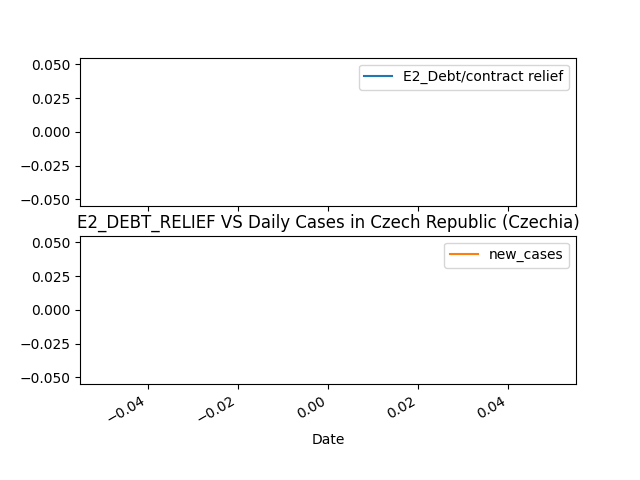 0.050
E2_Debt/contract relief
0.025
0.000
−0.025
−0.050
E2_DEBT_RELIEF VS Daily Cases in Czech Republic (Czechia)
0.050
new_cases
0.025
0.000
−0.025
−0.050
−0.04 −0.02 0.00 0.02 0.04
Date